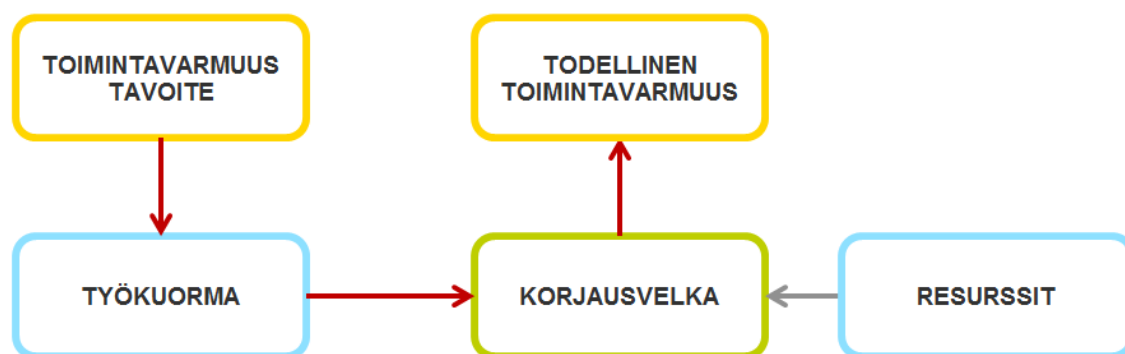 TOIMINTAVARMUUS
TAVOITE
TODELLINEN
TOIMINTAVARMUUS
TYÖKUORMA
KORJAUSVELKA
RESURSSIT